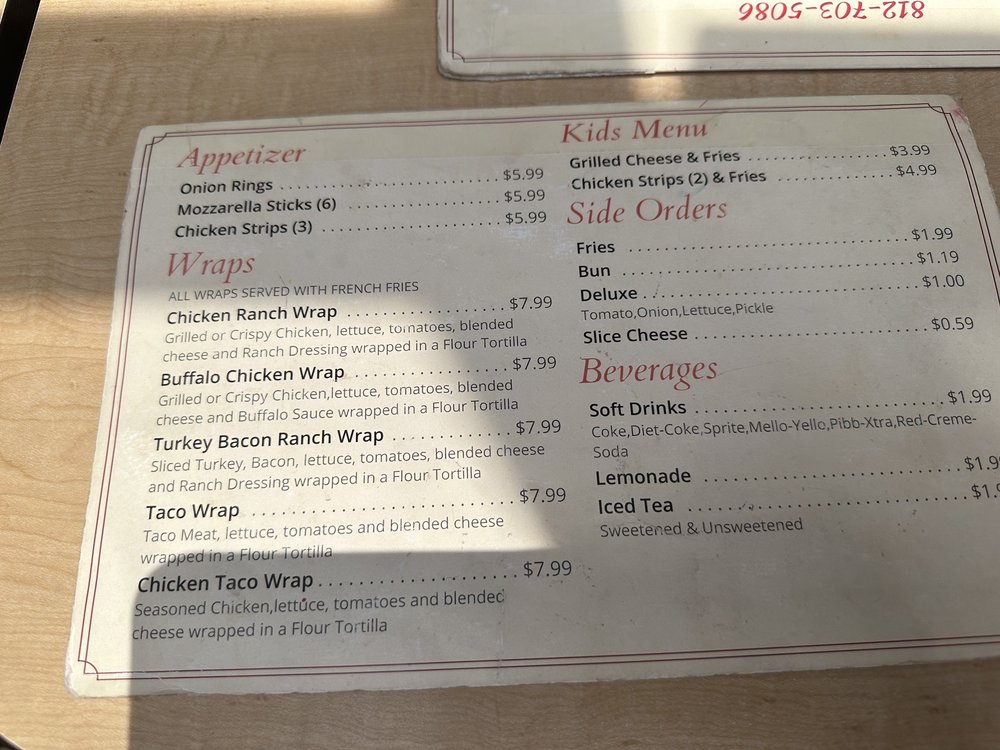 812-703-5086
Appetizer
Onion Rings $5.99
Mozzarella Sticks (6) $5.99
Chicken Strips (3) $5.99
Wraps
ALL WRAPS SERVED WITH FRENCH FRIES
Chicken Ranch Wrap $7.99
Grilled or Crispy Chicken, lettuce, tomatoes, blended
cheese and Ranch Dressing wrapped in a Flour Tortilla
Buffalo Chicken Wrap $7.99
Grilled or Crispy Chicken,lettuce, tomatoes, blended
cheese and Buffalo Sauce wrapped in a Flour Tortilla
Turkey Bacon Ranch Wrap $7.99
Sliced Turkey, Bacon, lettuce, tomatoes, blended cheese
and Ranch Dressing wrapped in a Flour Tortilla
Taco Wrap $7.99
Taco Meat, lettuce, tomatoes and blended cheese
wrapped in a Flour Tortilla
Chicken Taco Wrap $7.99
Seasoned Chicken,lettuce, tomatoes and blended
cheese wrapped in a Flour Tortilla
Kids Menu
Grilled Cheese & Fries $3.99
Chicken Strips (2) & Fries $4.99
Side Orders
Fries $1.99
Bun $1.19
Deluxe $1.00
Tomato,Onion,Lettuce,Pickle
Slice Cheese $0.59
Beverages
Soft Drinks $1.99
Coke,Diet-Coke,Sprite,Mello-Yello,Pibb-Xtra,Red-Creme-
Soda
Lemonade
Iced Tea
Sweetened & Unsweetened